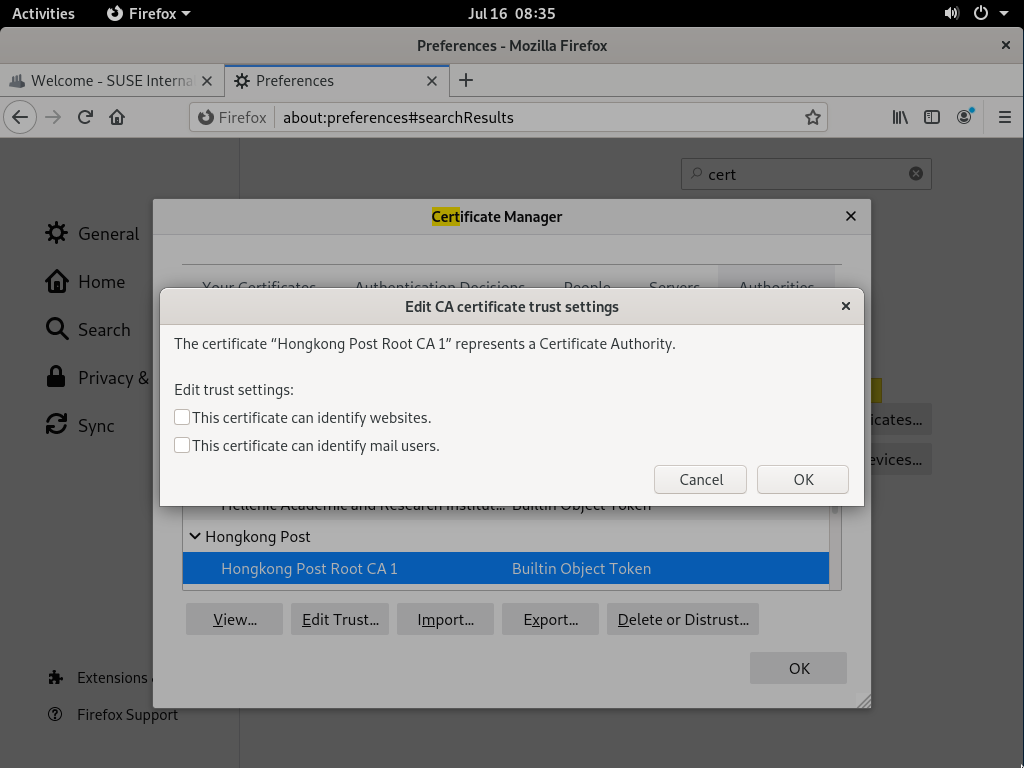 Activities Firefox Jul 16 08:35
Preferences - Mozilla Firefox
Welcome - SUSE Interna Preferences
Firefox about:preferences#searchResults
cert
Certificate Manager
General
Home
Search
Privacy &
Sync
Your Certificates Authentication Decisions People Servers Authorities
Edit CA certificate trust settings
The certificate “Hongkong Post Root CA 1” represents a Certificate Authority.
Edit trust settings:
This certificate can identify websites.
This certificate can identify mail users.
Cancel OK
icates...
evices...
Hellenic Academic and Research Institut... Builtin Object Token
Hongkong Post
Hongkong Post Root CA 1 Builtin Object Token
View... Edit Trust... Import... Export... Delete or Distrust...
OK
Extensions
Firefox Support